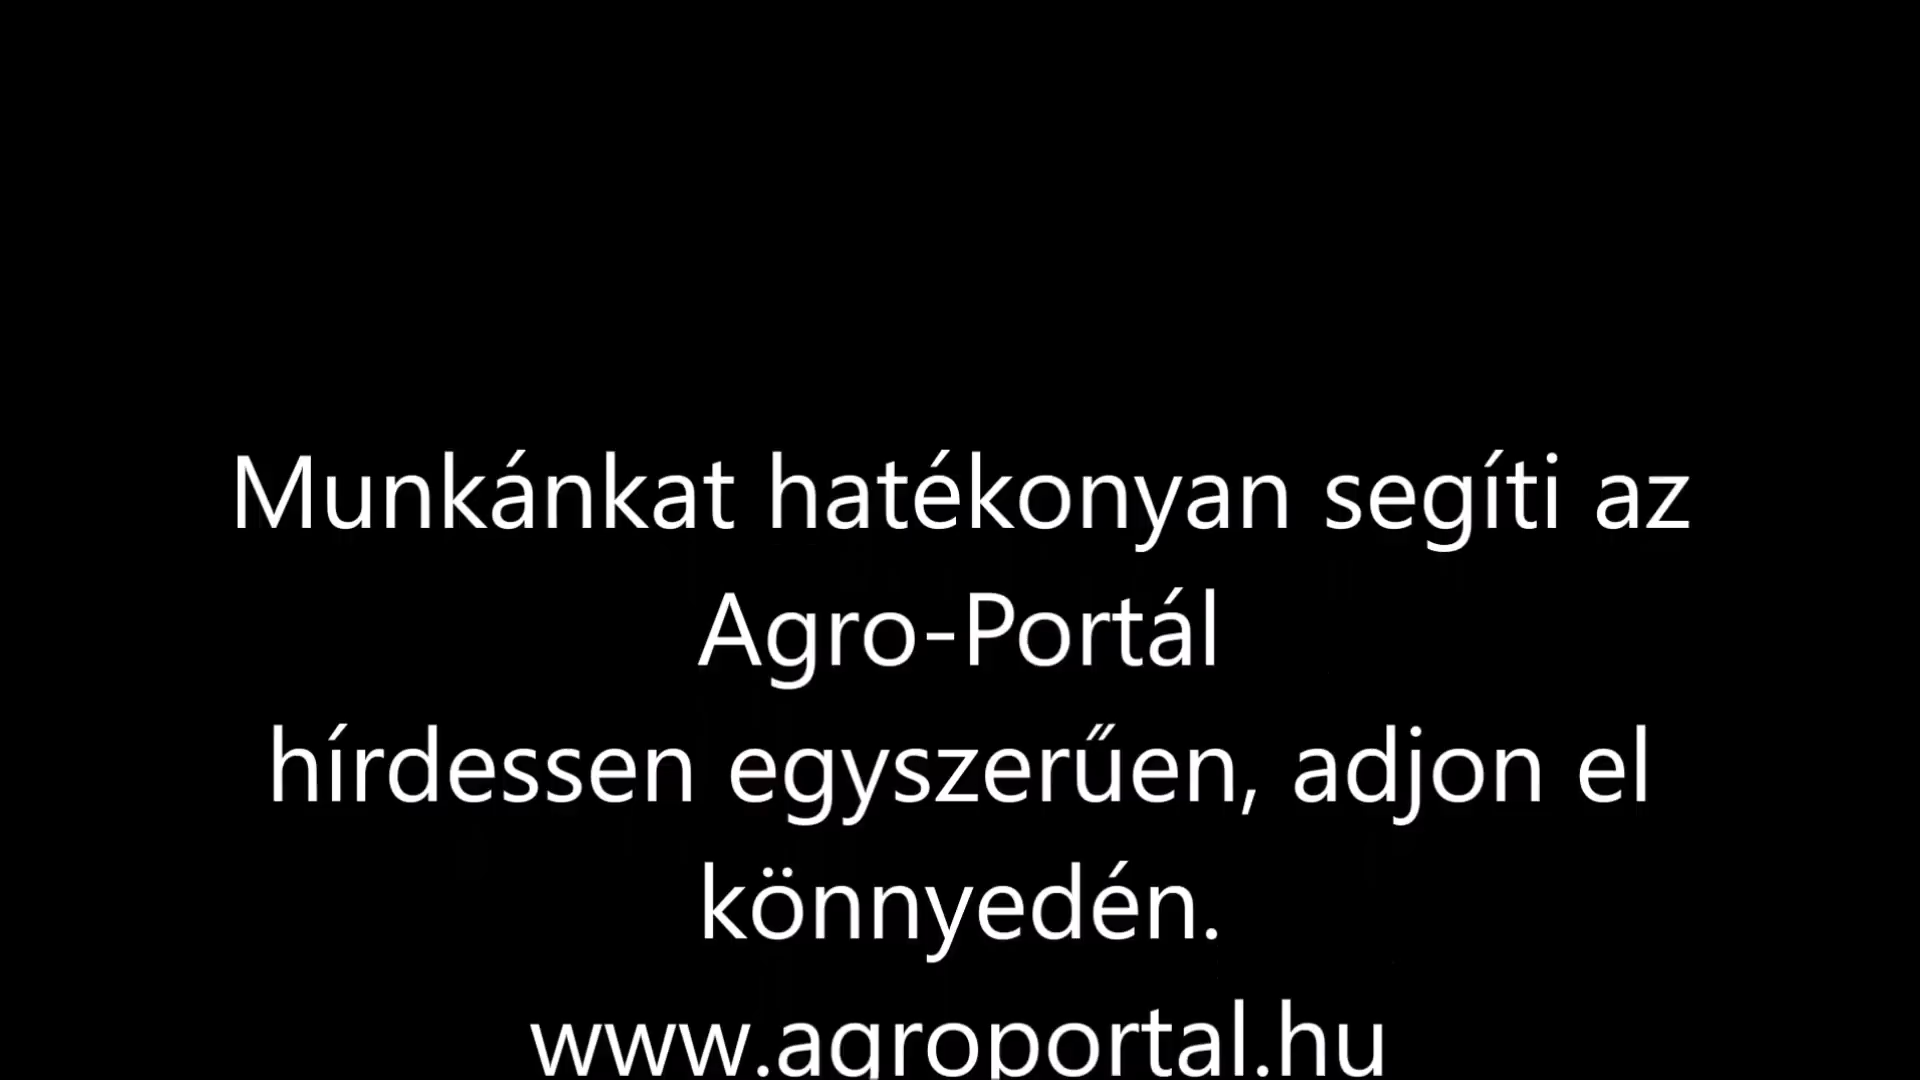 Munkánkat hatékonyan segíti az
Agro-Portál
hírdessen egyszerűen, adjon el
könnyedén.
www.agroportal.hu